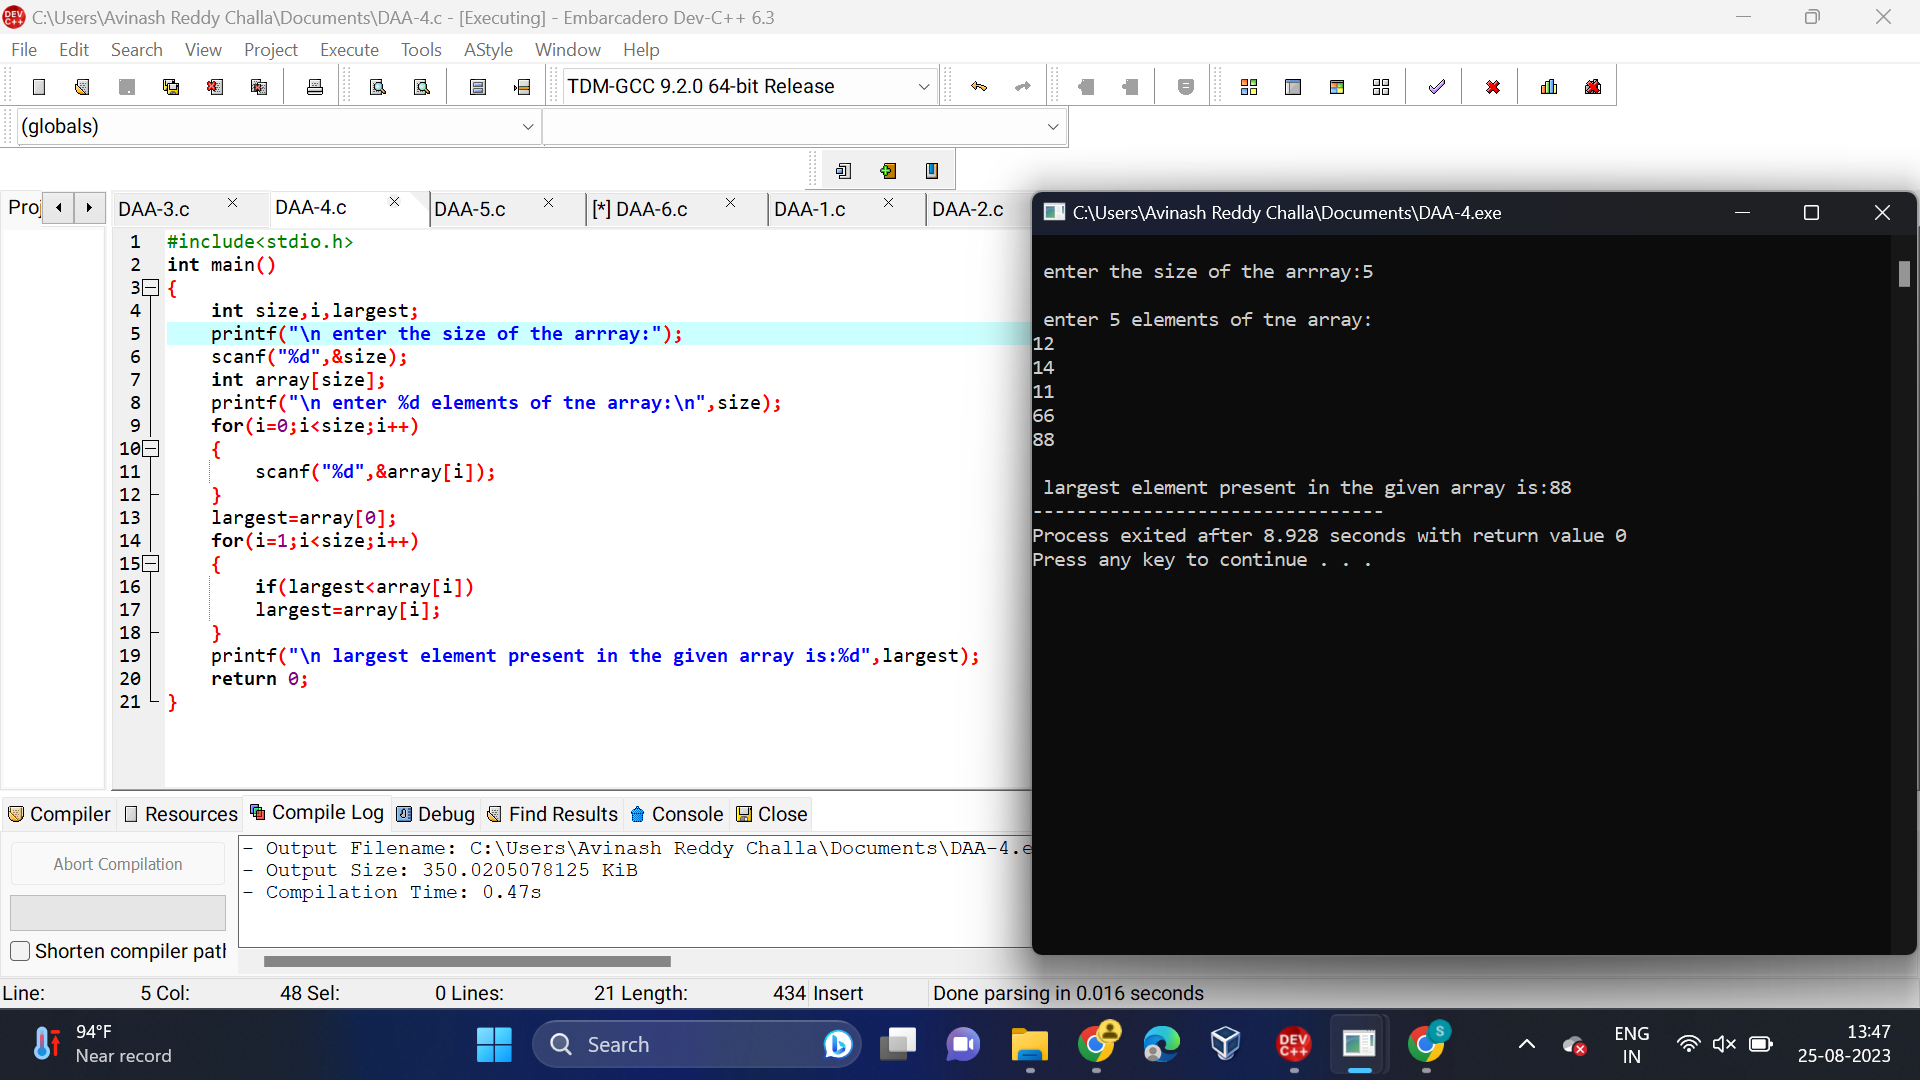 C:\Users\Avinash Reddy Challa\Documents\DAA-4.c - [Executing] - Embarcadero Dev-C++ 6.3
File Edit Search View Project Execute Tools AStyle Window Help
TDM-GCC 9.2.0 64-bit Release
(globals)
Proj
DAA-3.c DAA-4.c DAA-5.c [*] DAA-6.c DAA-1.c DAA-2.c
1 #include<stdio.h>
2 int main()
3 {
4 int size,i,largest;
5 printf("\n enter the size of the arrray:");
6 scanf("%d",&size);
7 int array[size];
8 printf("\n enter %d elements of tne array:\n",size);
9 for(i=0;i<size;i++)
10 {
11 scanf("%d",&array[i]);
12 }
13 largest=array[0];
14 for(i=1;i<size;i++)
15 {
16 if(largest<array[i])
17 largest=array[i];
18 }
19 printf("\n largest element present in the given array is:%d",largest);
20 return 0;
21 }
C:\Users\Avinash Reddy Challa\Documents\DAA-4.exe
enter the size of the arrray:5
enter 5 elements of tne array:
12
14
11
66
88
largest element present in the given array is:88
--------------------------------
Process exited after 8.928 seconds with return value 0
Press any key to continue . . .
Compiler Resources Compile Log Debug Find Results Console Close
Abort Compilation
Shorten compiler path
- Output Filename: C:\Users\Avinash Reddy Challa\Documents\DAA-4.e
- Output Size: 350.0205078125 KiB
- Compilation Time: 0.47s
Line: 5 Col: 48 Sel: 0 Lines: 21 Length: 434 Insert Done parsing in 0.016 seconds
94°F
Near record
Search
DEV C++
S
ENG
IN
13:47
25-08-2023